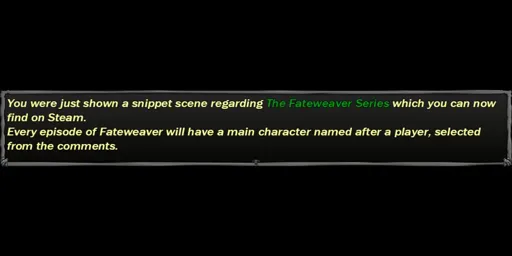 You were just shown a snippet scene regarding The Fateweaver Series which you can now
find on Steam.
Every episode of Fateweaver will have a main character named after a player, selected
from the comments.